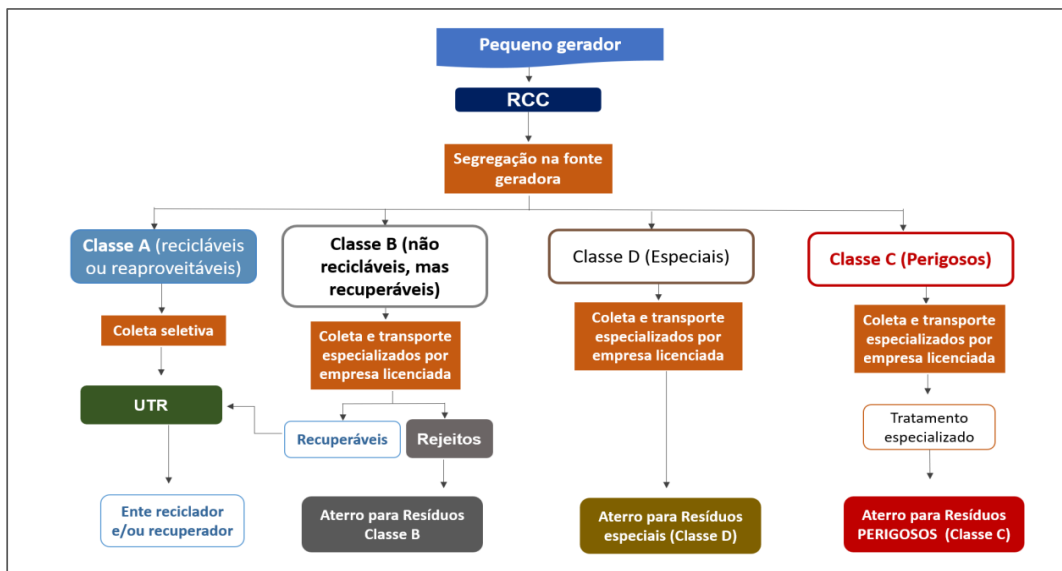 Pequeno gerador
RCC
Segregação na fonte
geradora
Classe A (recicláveis
ou reaproveitáveis)
Classe B (não
recicláveis, mas
recuperáveis)
Classe D (Especiais)
Classe C (Perigosos)
Coleta seletiva
Coleta e transporte
especializados por
empresa licenciada
Coleta e transporte
especializados por
empresa licenciada
Coleta e transporte
especializados por
empresa licenciada
UTR
Recuperáveis
Rejeitos
Tratamento
especializado
Ente reciclador
e/ou recuperador
Aterro para Resíduos
Classe B
Aterro para Resíduos
especiais (Classe D)
Aterro para Resíduos
PERIGOSOS (Classe C)